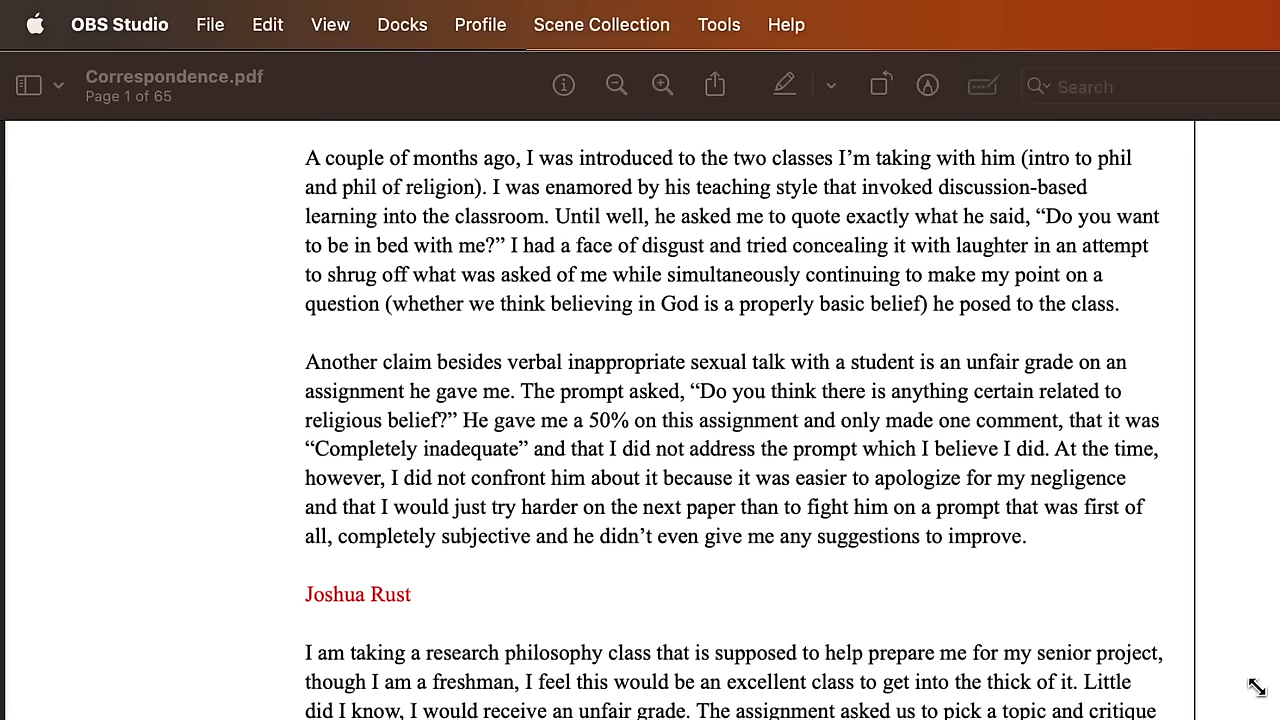 OBS Studio File Edit View Docks Profile Scene Collection Tools Help
Correspondence.pdf
Page 1 of 65
Search
A couple of months ago, I was introduced to the two classes I’m taking with him (intro to phil
and phil of religion). I was enamored by his teaching style that invoked discussion-based
learning into the classroom. Until well, he asked me to quote exactly what he said, “Do you want
to be in bed with me?” I had a face of disgust and tried concealing it with laughter in an attempt
to shrug off what was asked of me while simultaneously continuing to make my point on a
question (whether we think believing in God is a properly basic belief) he posed to the class.
Another claim besides verbal inappropriate sexual talk with a student is an unfair grade on an
assignment he gave me. The prompt asked, “Do you think there is anything certain related to
religious belief?” He gave me a 50% on this assignment and only made one comment, that it was
“Completely inadequate” and that I did not address the prompt which I believe I did. At the time,
however, I did not confront him about it because it was easier to apologize for my negligence
and that I would just try harder on the next paper than to fight him on a prompt that was first of
all, completely subjective and he didn’t even give me any suggestions to improve.
Joshua Rust
I am taking a research philosophy class that is supposed to help prepare me for my senior project,
though I am a freshman, I feel this would be an excellent class to get into the thick of it. Little
did I know, I would receive an unfair grade. The assignment asked us to pick a topic and critique